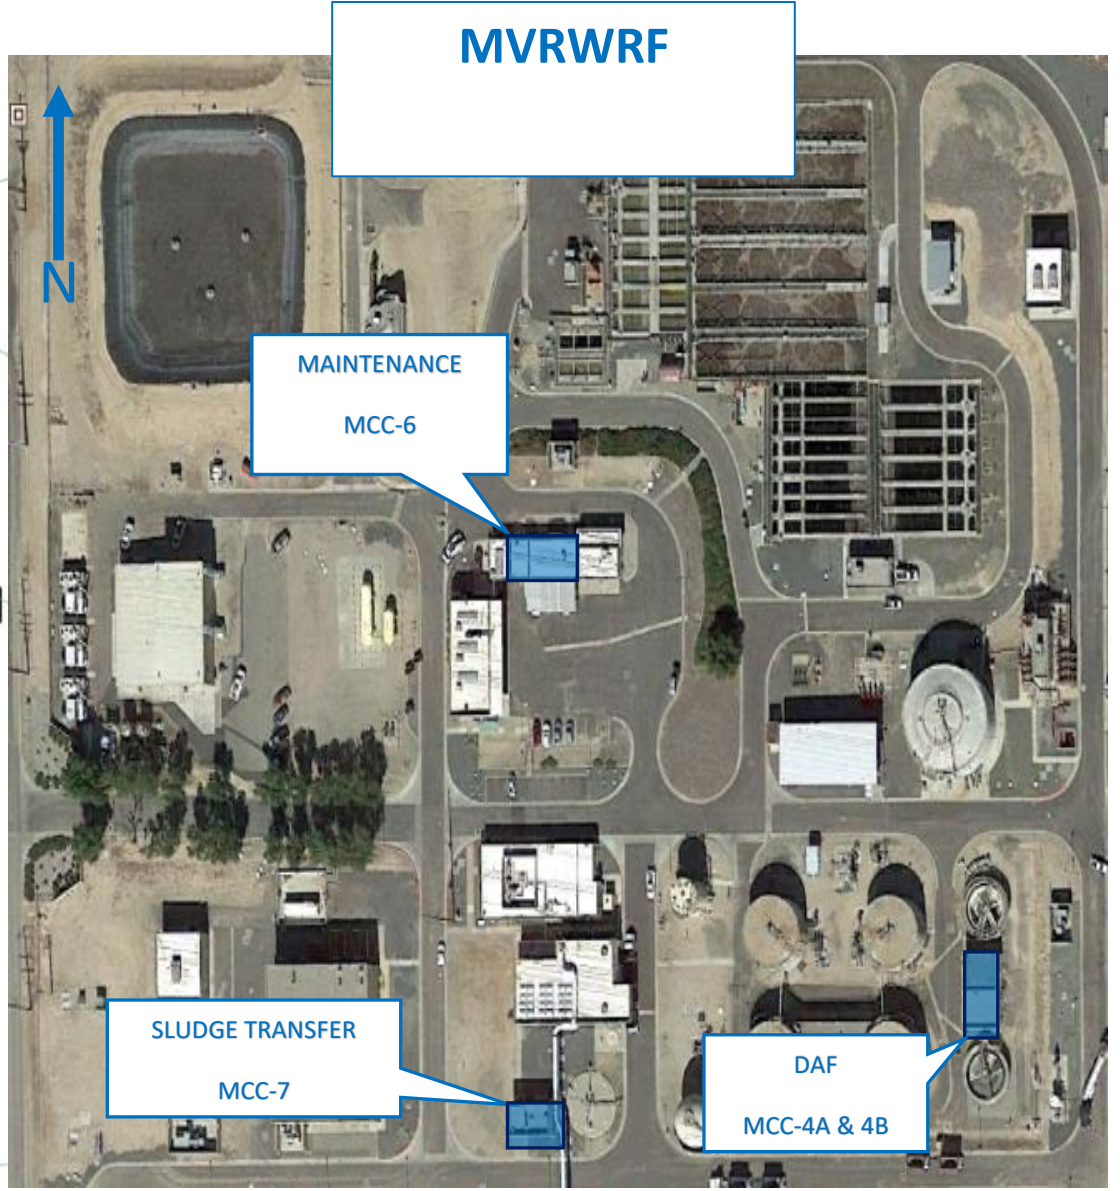 MVRWRF
N
MAINTENANCE
MCC-6
SLUDGE TRANSFER
MCC-7
DAF
MCC-4A & 4B